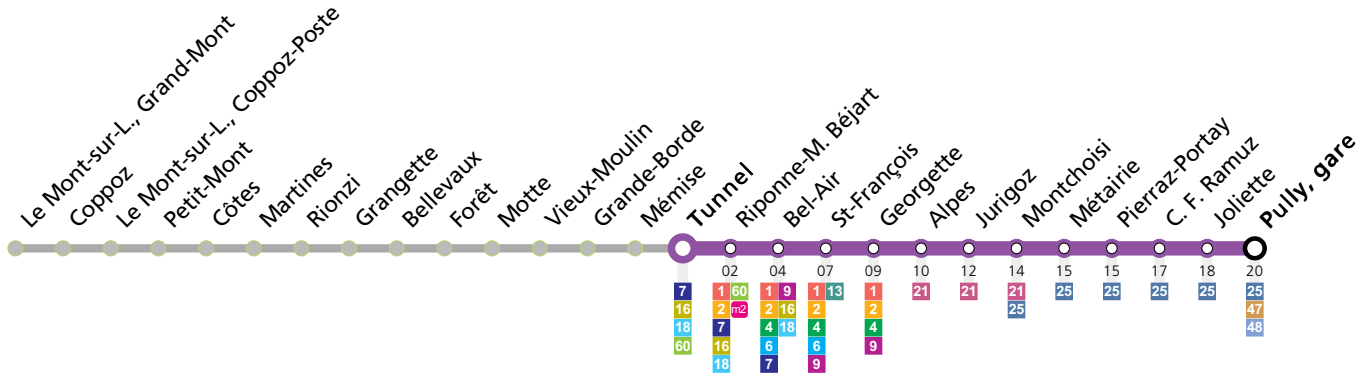 Le Mont-sur-L., Grand-Mont
Coppoz
Le Mont-sur-L., Coppoz-Poste
Petit-Mont
Côtes
Martines
Rionzi
Grangette
Bellevaux
Forêt
Motte
Vieux-Moulin
Grande-Borde
Mémise
Tunnel
Riponne-M. Béjart
Bel-Air
St-François
Georgette
Alpes
Jurigoz
Montchoisi
Métairie
Pierraz-Portay
C. F. Ramuz
Joliette
Pully, gare
02 04 07 09 10 12 14 15 15 17 18 20
7 1 60 1 9 1 13 1 21 21 21 25 25 25 25 25
16 2 m2 2 16 2 2 25 47
18 7 4 18 4 4 48
60 16 6 6 9
18 7 9